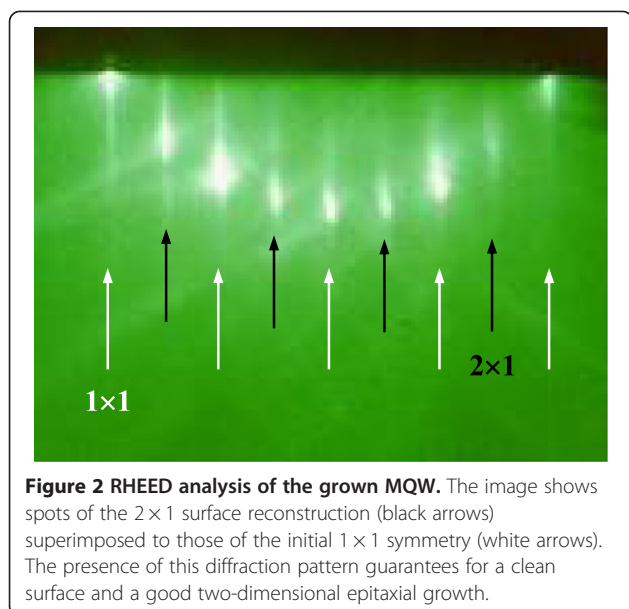 1×1
2×1
Figure 2 RHEED analysis of the grown MQW. The image shows
spots of the 2 × 1 surface reconstruction (black arrows)
superimposed to those of the initial 1 × 1 symmetry (white arrows).
The presence of this diffraction pattern guarantees for a clean
surface and a good two-dimensional epitaxial growth.